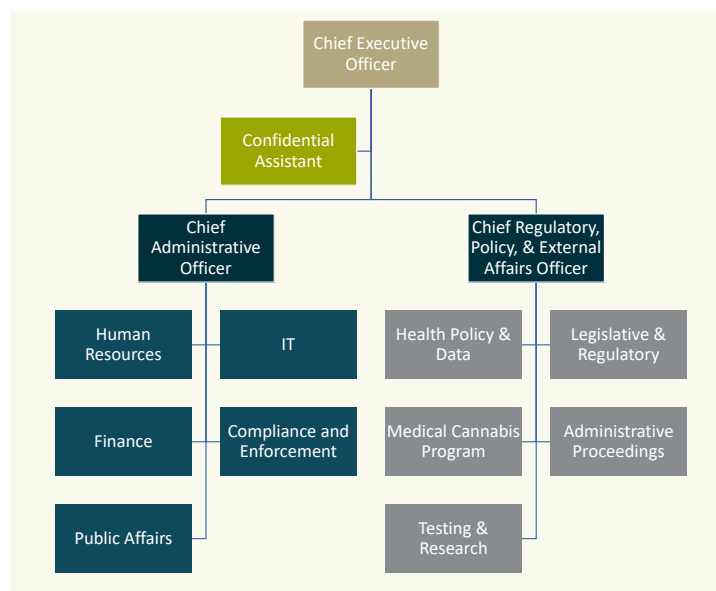 Chief Executive
Officer
Confidential
Assistant
Chief
Administrative
Officer
Chief Regulatory,
Policy, & External
Affairs Officer
Human
Resources
IT
Health Policy &
Data
Legislative &
Regulatory
Finance
Compliance and
Enforcement
Medical Cannabis
Program
Administrative
Proceedings
Public Affairs
Testing &
Research